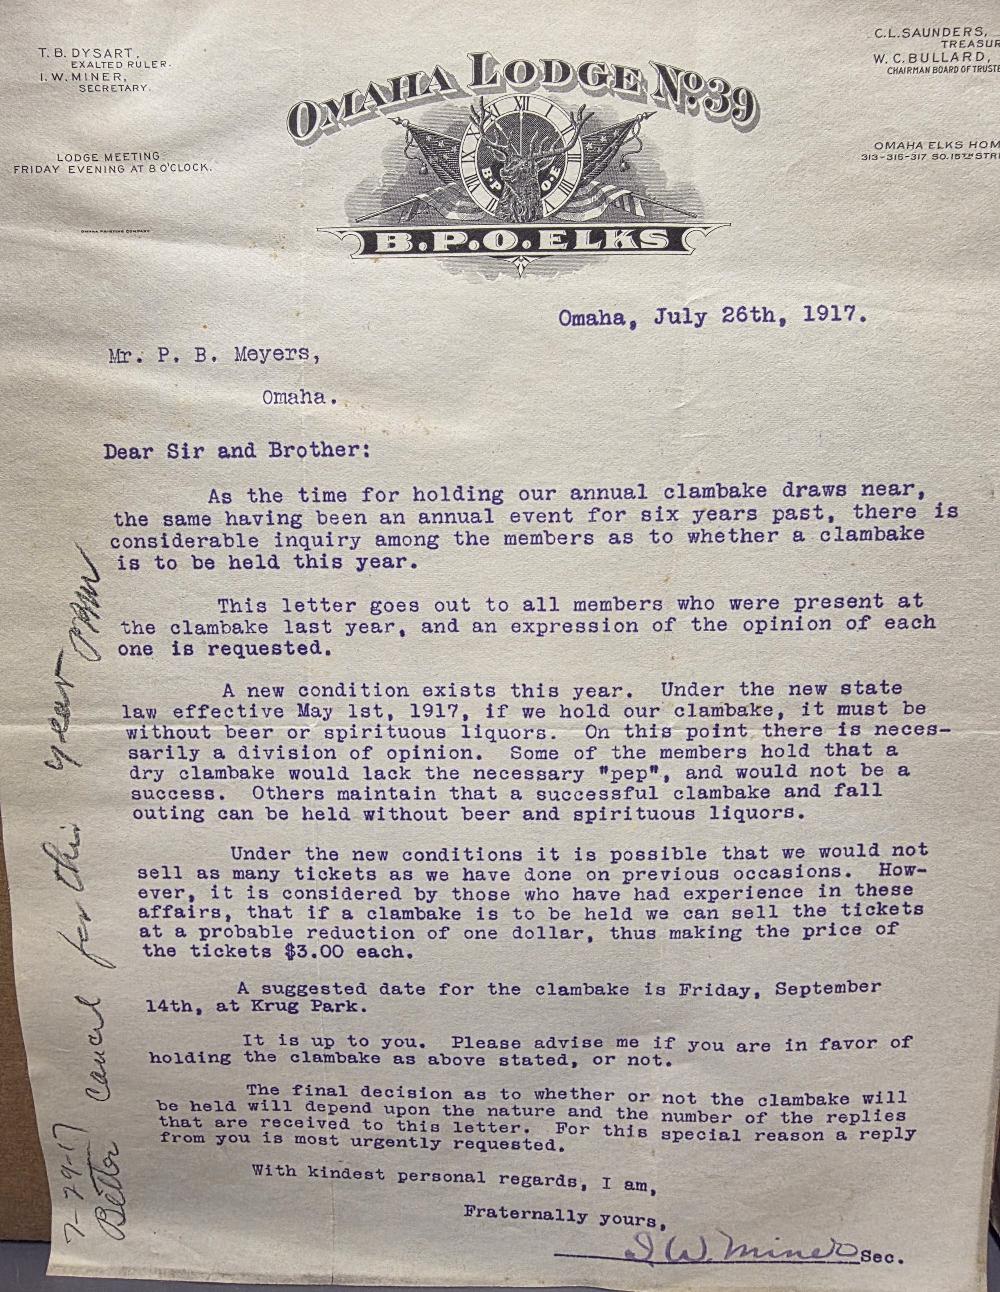 T. B. DYSART,
EXALTED RULER.
I. W. MINER,
SECRETARY.
LODGE MEETING
FRIDAY EVENING AT 8 O'CLOCK.
OMAHA PRINTING COMPANY
OMAHA LODGE No. 39
B.P.O.E.
B.P.O.ELKS
C.L.SAUNDERS,
TREASUR
W. C. BULLARD,
CHAIRMAN BOARD OF TRUSTE
OMAHA ELKS HOM
313-315-317 SO. 15TH STR
Omaha, July 26th, 1917.
Mr. P. B. Meyers,
Omaha.
Dear Sir and Brother:
As the time for holding our annual clambake draws near,
the same having been an annual event for six years past, there is
considerable inquiry among the members as to whether a clambake
is to be held this year.
This letter goes out to all members who were present at
the clambake last year, and an expression of the opinion of each
one is requested.
A new condition exists this year. Under the new state
law effective May 1st, 1917, if we hold our clambake, it must be
without beer or spirituous liquors. On this point there is neces-
sarily a division of opinion. Some of the members hold that a
dry clambake would lack the necessary "pep", and would not be a
success. Others maintain that a successful clambake and fall
outing can be held without beer and spirituous liquors.
Under the new conditions it is possible that we would not
sell as many tickets as we have done on previous occasions. How-
ever, it is considered by those who have had experience in these
affairs, that if a clambake is to be held we can sell the tickets
at a probable reduction of one dollar, thus making the price of
the tickets $3.00 each.
A suggested date for the clambake is Friday, September
14th, at Krug Park.
It is up to you. Please advise me if you are in favor of
holding the clambake as above stated, or not.
The final decision as to whether or not the clambake will
be held will depend upon the nature and the number of the replies
that are received to this letter. For this special reason a reply
from you is most urgently requested.
With kindest personal regards, I am,
Fraternally yours,
I W. Miner Sec.
7-29-17
Better cancel for this year PBM